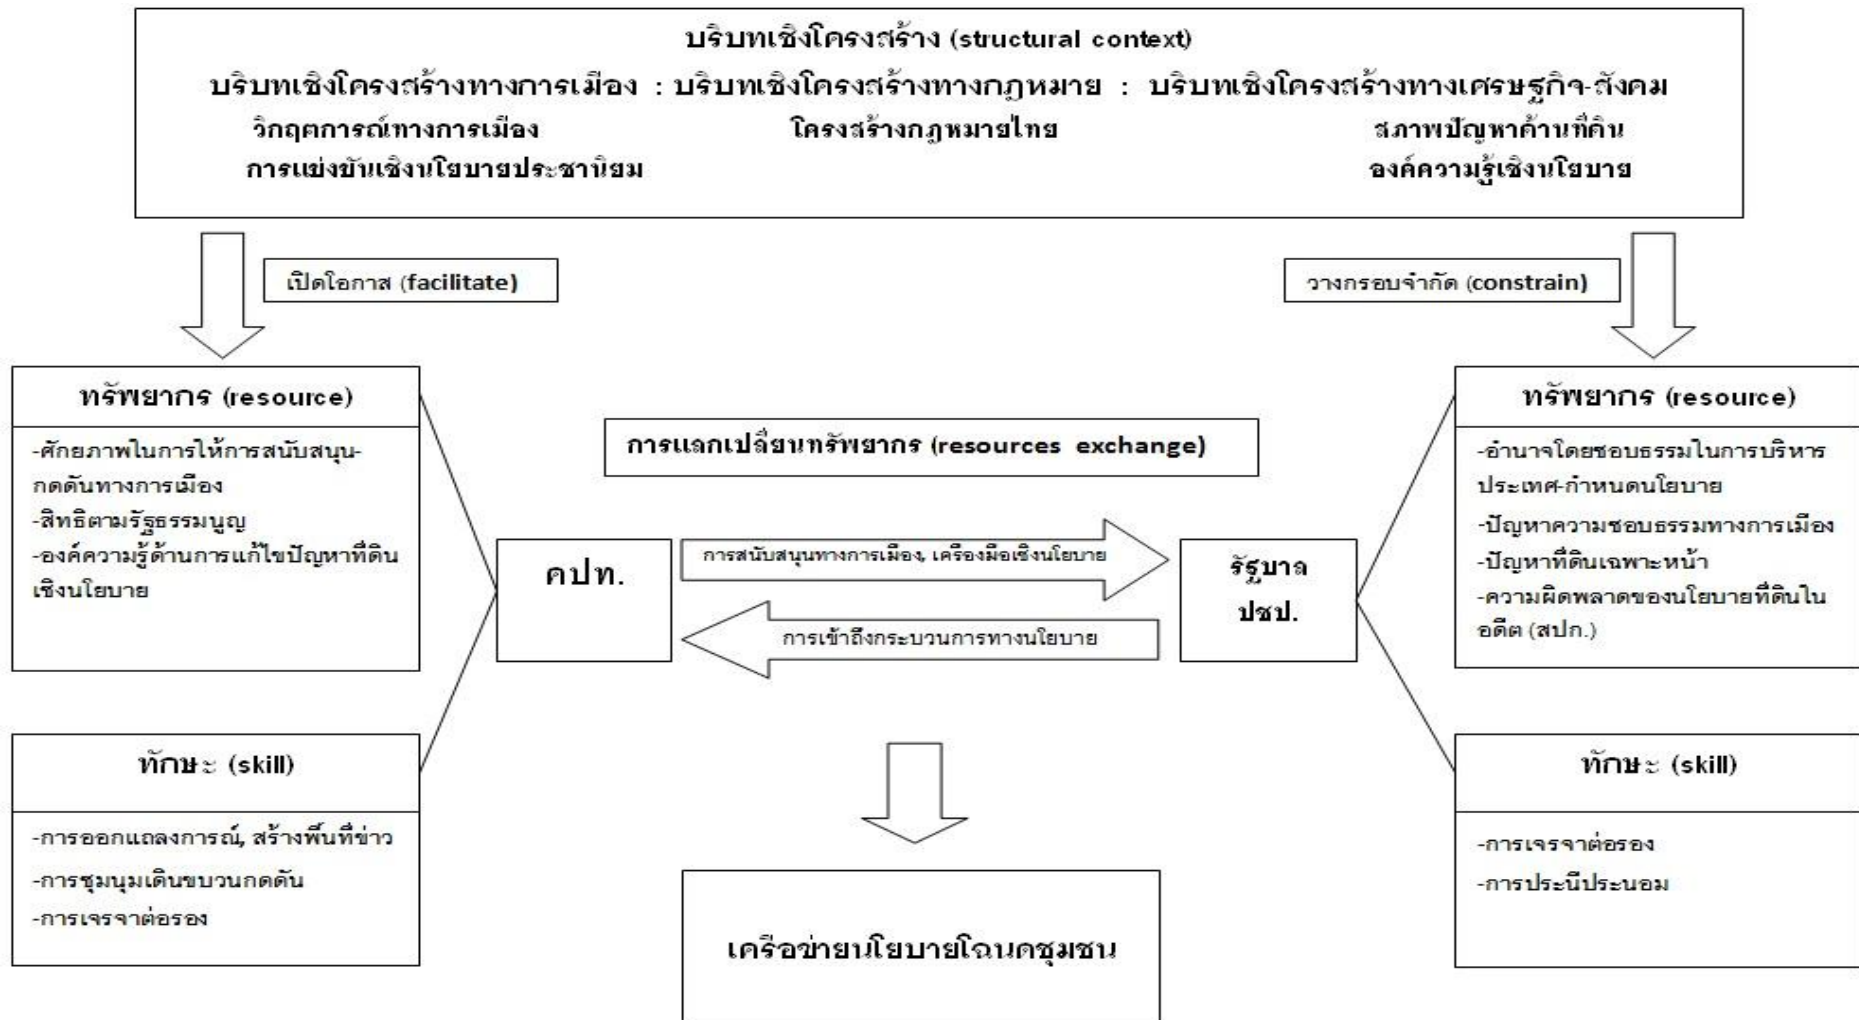 บริบทเชิงโครงสร้าง (structural context)
บริบทเชิงโครงสร้างทางการเมือง : บริบทเชิงโครงสร้างทางกฎหมาย : บริบทเชิงโครงสร้างทางเศรษฐกิจ-สังคม
วิกฤตการณ์ทางการเมือง โครงสร้างกฎหมายไทย สภาพปัญหาด้านที่ดิน
การแข่งขันเชิงนโยบายประชานิยม องค์ความรู้เชิงนโยบาย
เปิดโอกาส (facilitate)
วางกรอบจำกัด (constrain)
ทรัพยากร (resource)
-ศักยภาพในการให้การสนับสนุน-
กดดันทางการเมือง
-สิทธิตามรัฐธรรมนูญ
-องค์ความรู้ด้านการแก้ไขปัญหาที่ดิน
เชิงนโยบาย
ทักษะ (skill)
-การออกแถลงการณ์, สร้างพื้นที่ข่าว
-การชุมนุมเดินขบวนกดดัน
-การเจรจาต่อรอง
การแลกเปลี่ยนทรัพยากร (resources exchange)
คปท.
การสนับสนุนทางการเมือง, เครื่องมือเชิงนโยบาย
การเข้าถึงกระบวนการทางนโยบาย
รัฐบาล
ปชป.
เครือข่ายนโยบายโฉนดชุมชน
ทรัพยากร (resource)
-อำนาจโดยชอบธรรมในการบริหาร
ประเทศ-กำหนดนโยบาย
-ปัญหาความชอบธรรมทางการเมือง
-ปัญหาที่ดินเฉพาะหน้า
-ความผิดพลาดของนโยบายที่ดินใน
อดีต (สปก.)
ทักษะ (skill)
-การเจรจาต่อรอง
-การประนีประนอม